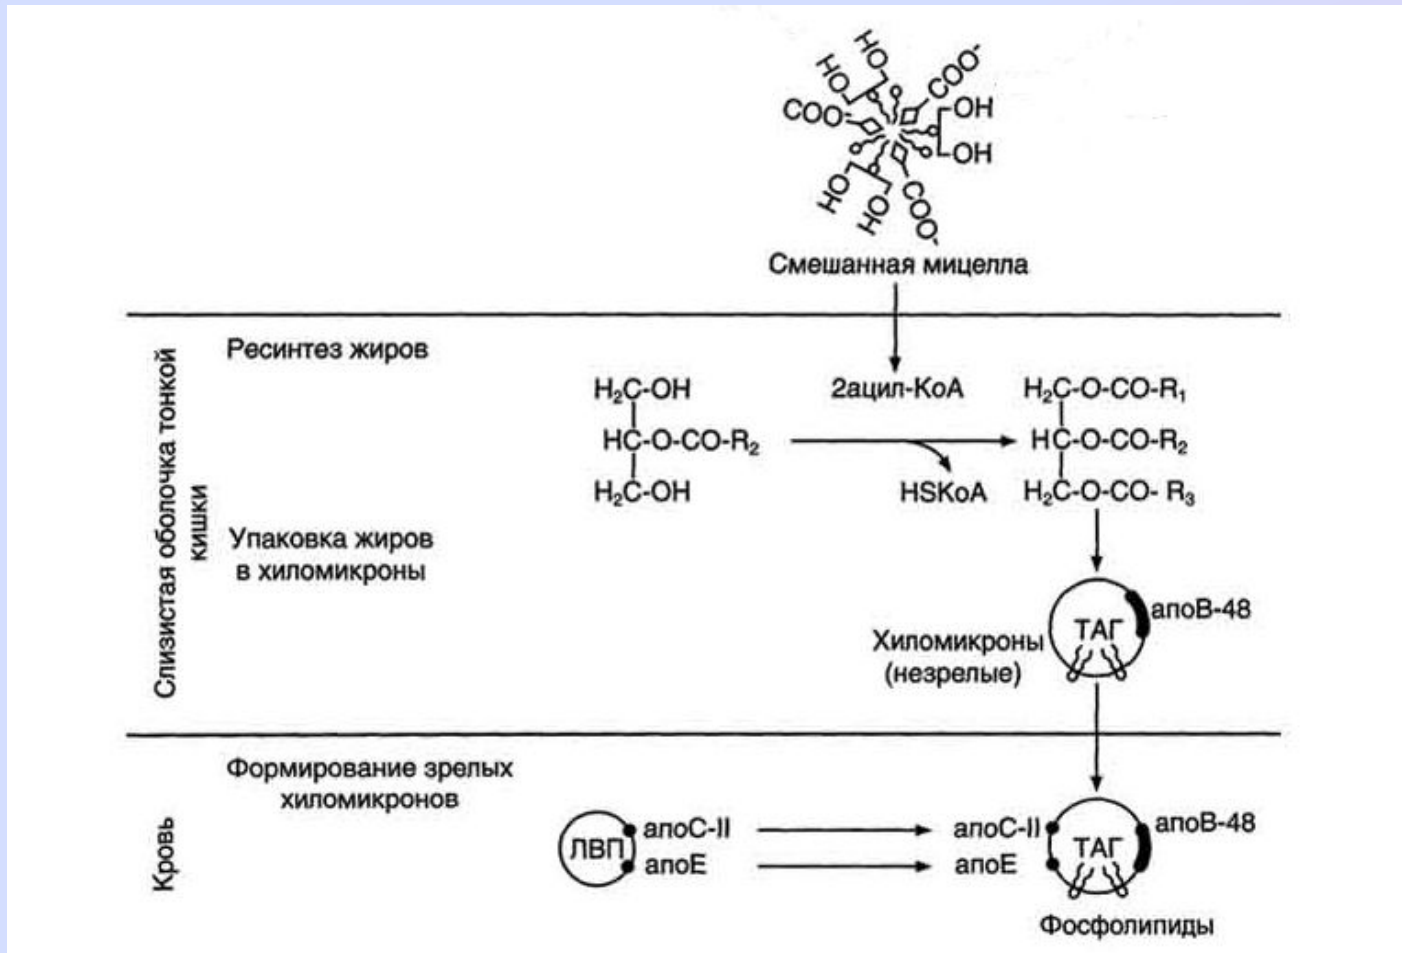 HO
HO
COO⁻
COO⁻
OH
OH
HO
HO
COO⁻
Смешанная мицелла
Слизистая оболочка тонкой
кишки
Ресинтез жиров
H₂C-OH
HC-O-CO-R₂
H₂C-OH
2ацил-КоА
HSKoA
H₂C-O-CO-R₁
HC-O-CO-R₂
H₂C-O-CO- R₃
Упаковка жиров
в хиломикроны
ТАГ
апоВ-48
Хиломикроны
(незрелые)
Кровь
Формирование зрелых
хиломикронов
ЛВП
апоС-II
апоЕ
апоС-II
апоЕ
ТАГ
апоВ-48
Фосфолипиды